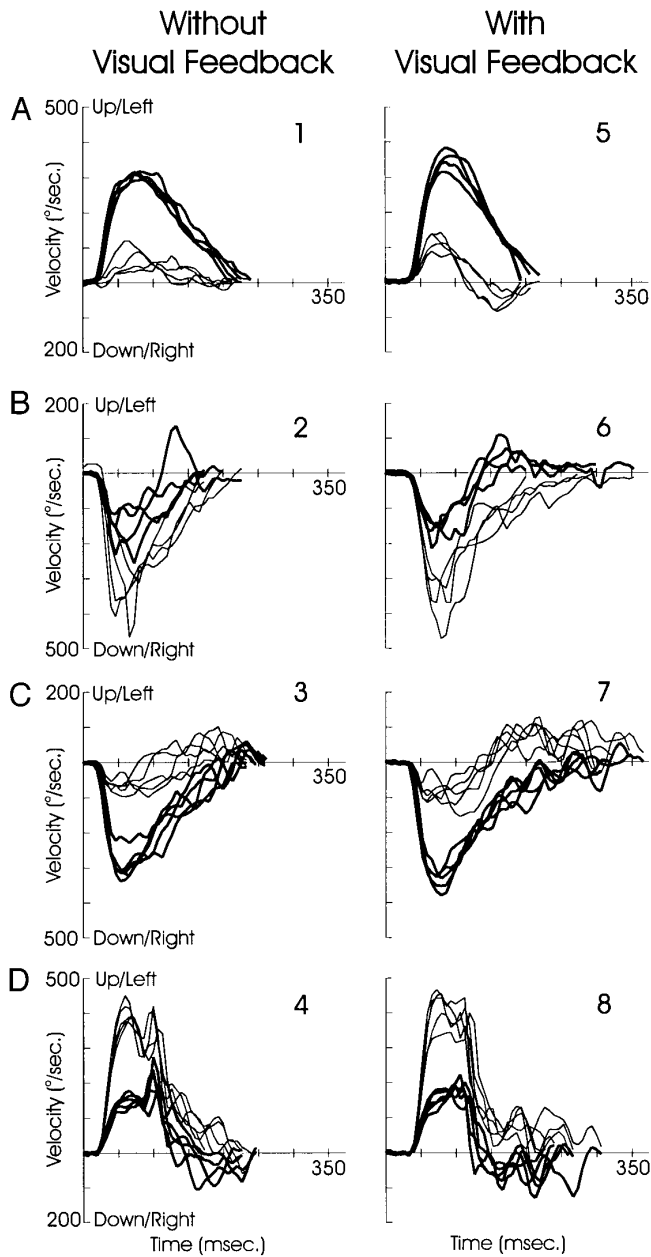 Without
Visual Feedback
With
Visual Feedback
A
500
Up/Left
1
5
Velocity (°/sec.)
350
350
200
Down/Right
B
200
Up/Left
2
6
Velocity (°/sec.)
350
350
500
Down/Right
C
200
Up/Left
3
7
Velocity (°/sec.)
350
350
500
Down/Right
D
500
Up/Left
4
8
Velocity (°/sec.)
350
350
200
Down/Right
Time (msec.)
Time (msec.)